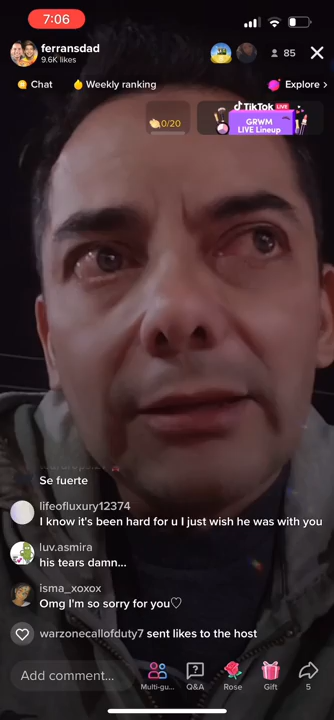 7:06
ferransdad
9.6K likes
85
Chat
Weekly ranking
Explore >
0/20
TikTok LIVE
GRWM
LIVE Lineup
Se fuerte
lifeofluxury12374
I know it's been hard for u I just wish he was with you
luv.asmira
his tears damn...
isma_xoxox
Omg I'm so sorry for you♡
warzonecallofduty7 sent likes to the host
Add comment...
Multi-gu...
Q&A
Rose
Gift
5